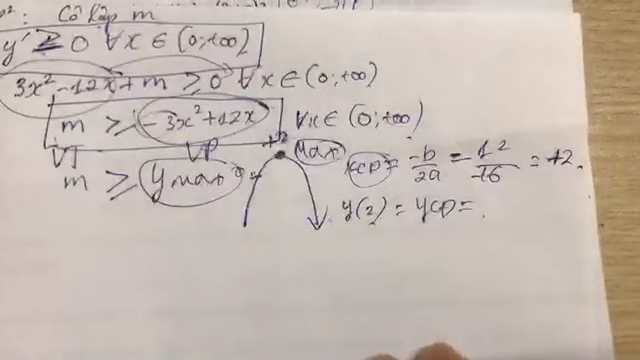 Cô lập m
y' ≥ 0 ∀x ∈ (0; +∞)
3x² - 12x + m ≥ 0 ∀x ∈ (0; +∞)
m ≥ -3x² + 12x ∀x ∈ (0; +∞)
VT VP Max
m ≥ ymax xCĐ = -b/2a = 12/6 = +2.
y(2) = yCĐ =